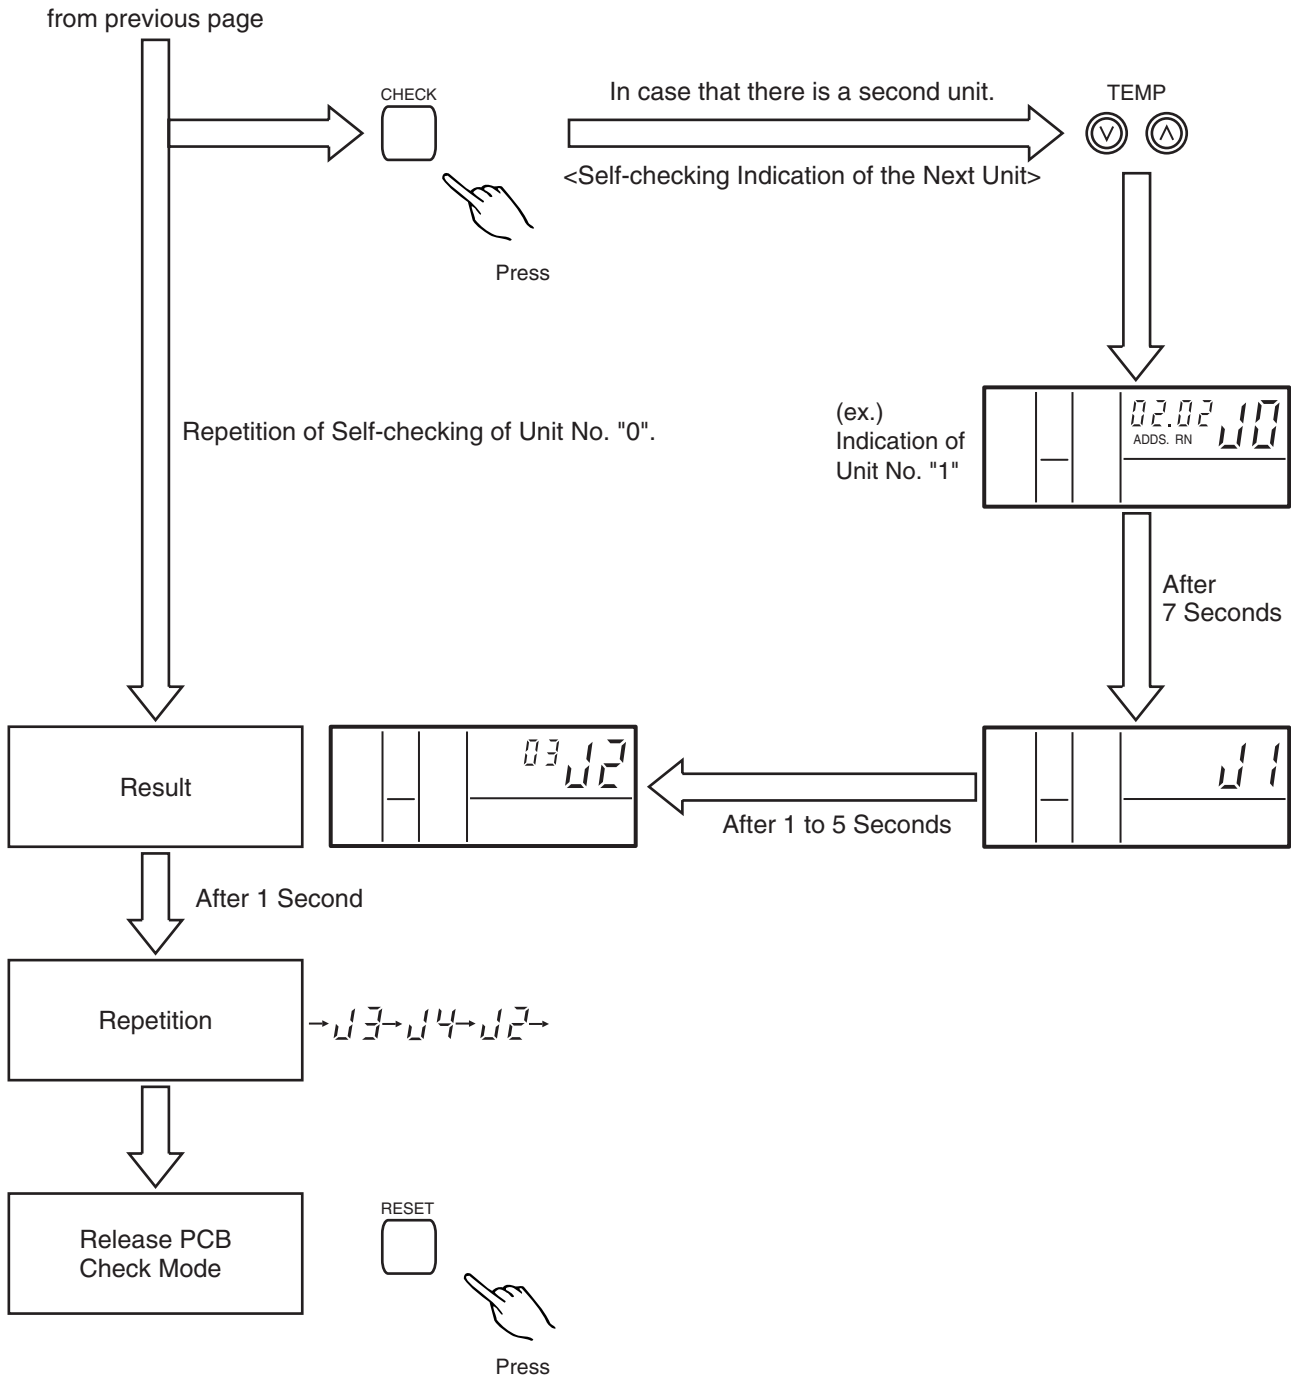 from previous page
CHECK
In case that there is a second unit.
TEMP
<Self-checking Indication of the Next Unit>
Press
(ex.)
Indication of
Unit No. "1"
02.02 J0
ADDS. RN
Repetition of Self-checking of Unit No. "0".
After
7 Seconds
Result
03 J2
After 1 to 5 Seconds
J1
After 1 Second
Repetition
→J3→J4→J2→
Release PCB
Check Mode
RESET
Press